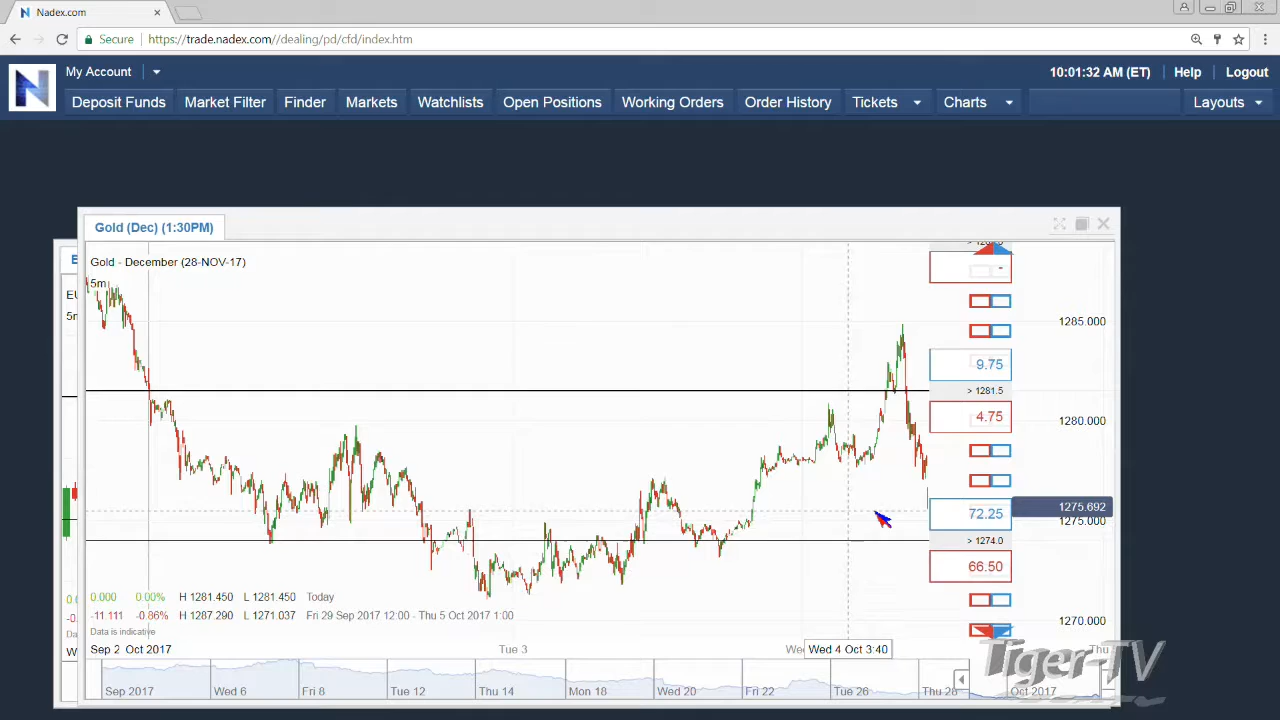 Nadex.com
Secure https://trade.nadex.com//dealing/pd/cfd/index.htm
My Account
10:01:32 AM (ET) Help Logout
Deposit Funds Market Filter Finder Markets Watchlists Open Positions Working Orders Order History Tickets Charts Layouts
Gold (Dec) (1:30PM)
Gold - December (28-NOV-17)
5m
-
1285.000
9.75
> 1281.5
4.75
1280.000
72.25
1275.692
1275.000
> 1274.0
66.50
0.000 0.00% H 1281.450 L 1281.450 Today
-11.111 -0.86% H 1287.290 L 1271.037 Fri 29 Sep 2017 12:00 - Thu 5 Oct 2017 1:00
1270.000
Data is indicative
Sep 2 Oct 2017 Tue 3 Wed 4 Oct 3:40
Sep 2017 Wed 6 Fri 8 Tue 12 Thu 14 Mon 18 Wed 20 Fri 22 Tue 26 Thu 28 Oct 2017
Tiger-TV